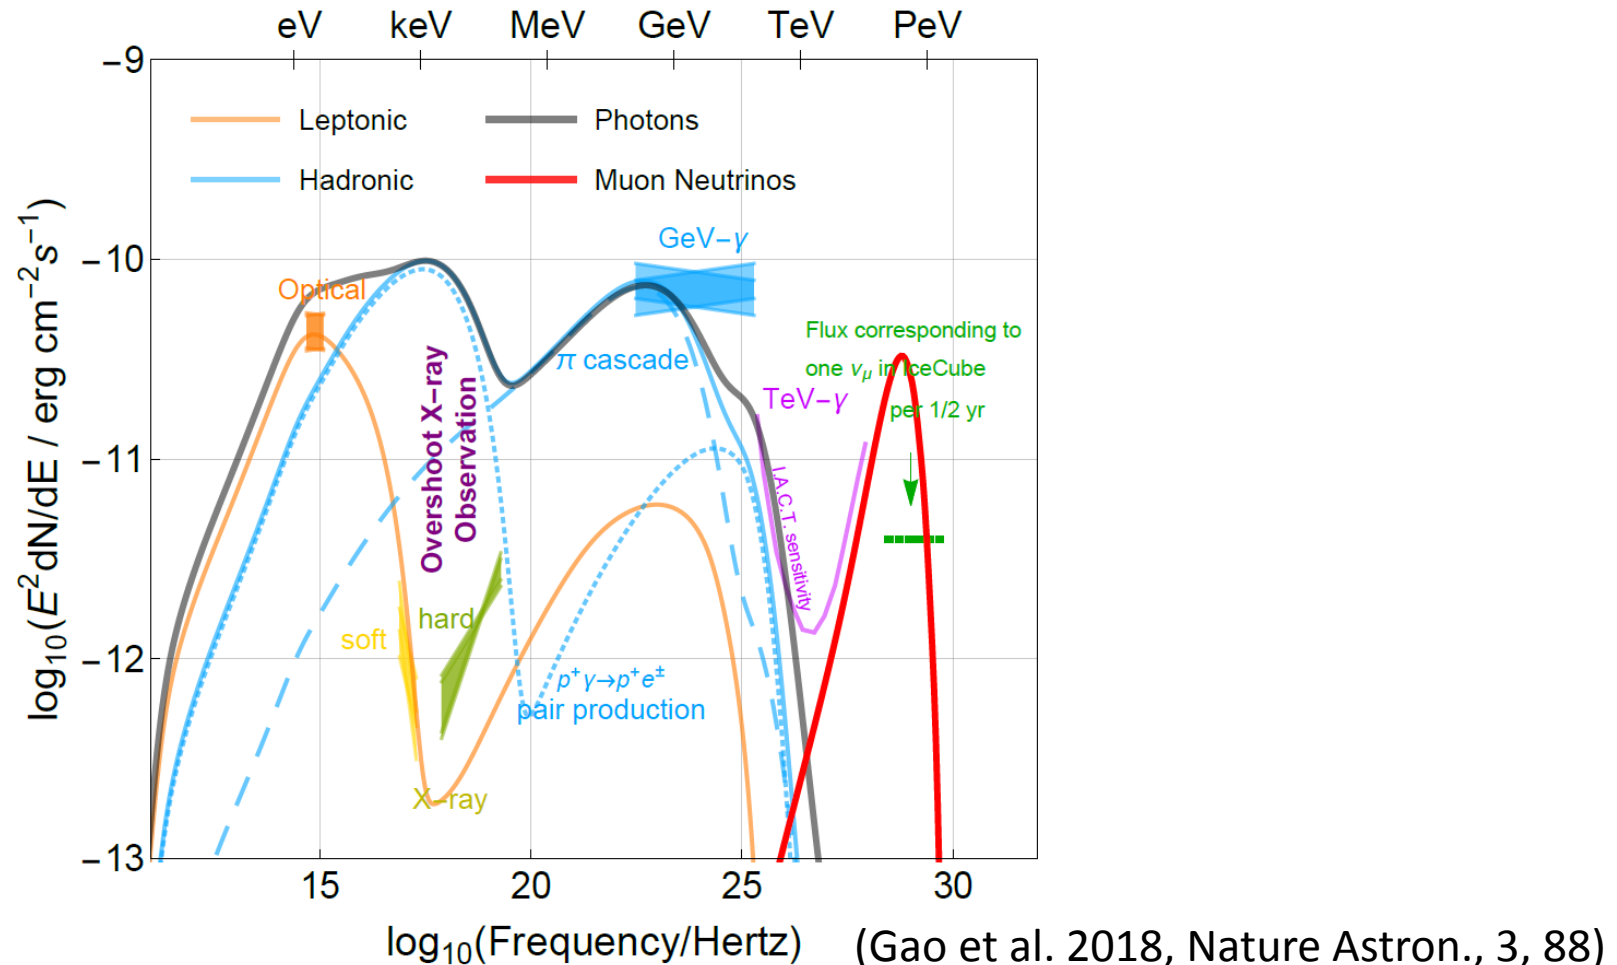 eV keV MeV GeV TeV PeV
−9
Leptonic Photons
Hadronic Muon Neutrinos
GeV−γ
−10
Optical
Flux corresponding to
one νμ in IceCube
per 1/2 yr
π cascade
TeV−γ
Overshoot X−ray
Observation
−11
I.A.C.T. sensitivity
hard
soft
−12
p⁺γ→p⁺e±
pair production
X−ray
−13
15 20 25 30
log₁₀(E²dN/dE / erg cm⁻²s⁻¹)
log₁₀(Frequency/Hertz)
(Gao et al. 2018, Nature Astron., 3, 88)